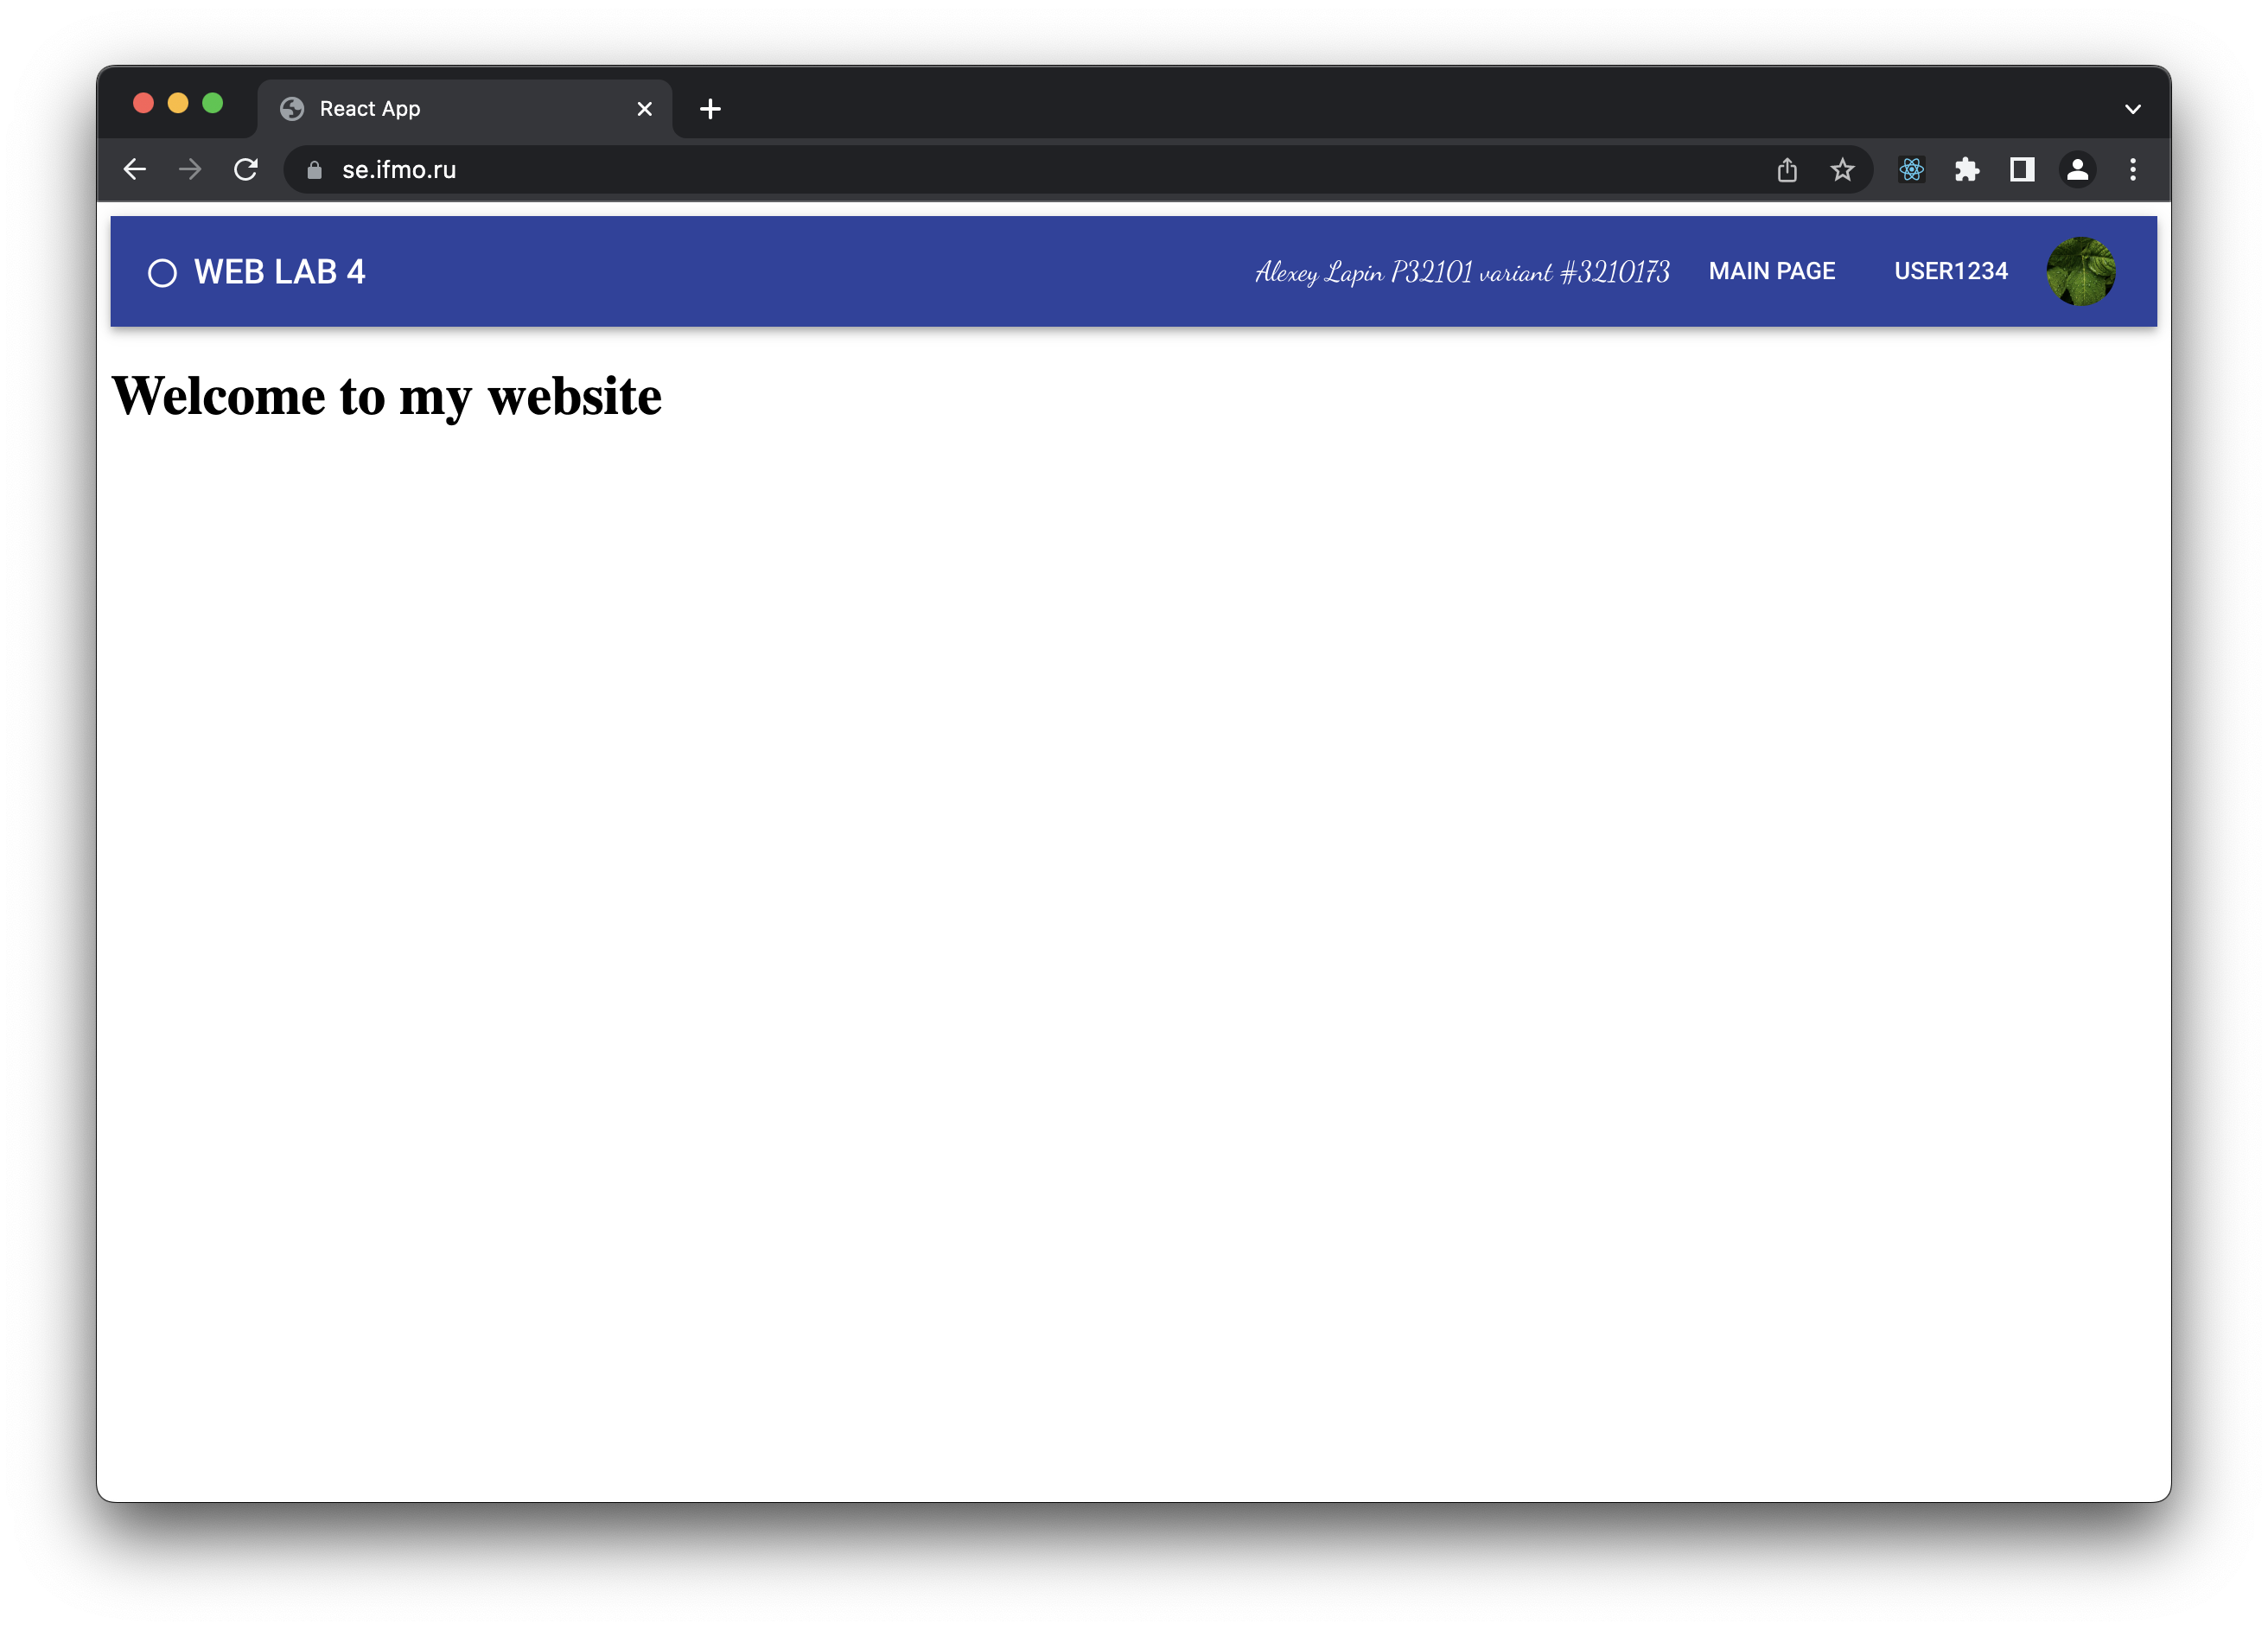 React App
se.ifmo.ru
WEB LAB 4 Alexey Lapin P32101 variant #3210173 MAIN PAGE USER1234
Welcome to my website